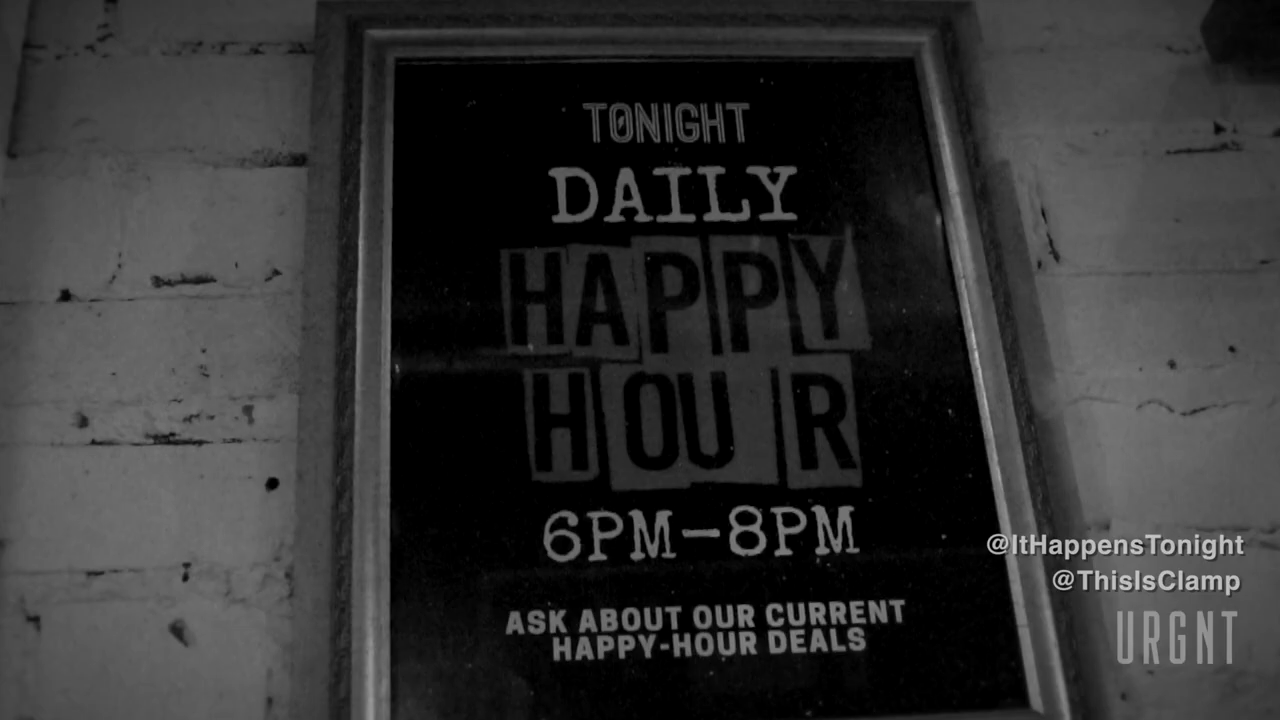 TONIGHT
DAILY
HAPPY
HOUR
6PM-8PM
ASK ABOUT OUR CURRENT
HAPPY-HOUR DEALS
@ItHappensTonight
@ThisIsClamp
URGNT